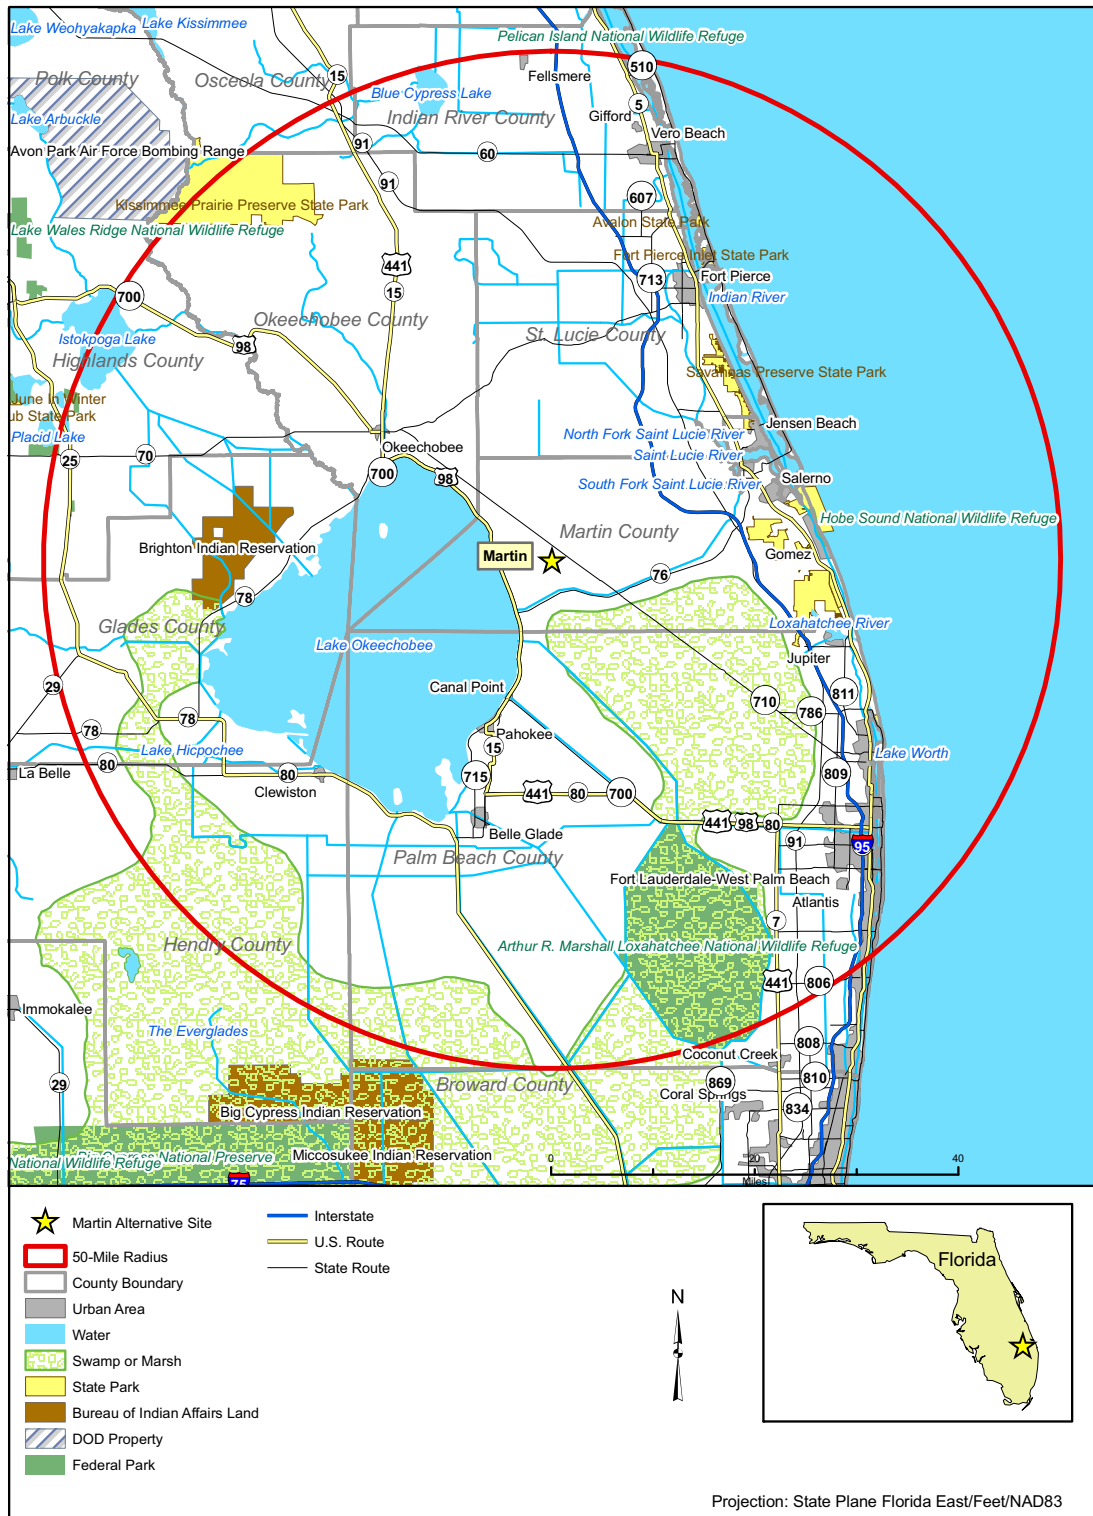 Lake Weohyakapka
Lake Kissimmee
Pelican Island National Wildlife Refuge
Polk County
Osceola County
15
Fellsmere
510
Blue Cypress Lake
Indian River County
5
Gifford
Lake Arbuckle
Vero Beach
91
Avon Park Air Force Bombing Range
60
91
607
Kissimmee Prairie Preserve State Park
Avalon State Park
Lake Wales Ridge National Wildlife Refuge
Fort Pierce Inlet State Park
441
713
Fort Pierce
700
15
Indian River
Okeechobee County
St. Lucie County
Istokpoga Lake
98
Highlands County
Savannas Preserve State Park
June In Winter
ub State Park
Jensen Beach
Placid Lake
North Fork Saint Lucie River
Okeechobee
25
70
Saint Lucie River
700
98
South Fork Saint Lucie River
Salerno
Hobe Sound National Wildlife Refuge
Martin County
Brighton Indian Reservation
Martin
Gomez
76
78
Glades County
Loxahatchee River
Lake Okeechobee
Jupiter
29
Canal Point
811
710
786
78
78
Pahokee
15
Lake Hicpochee
Lake Worth
80
La Belle
80
715
809
Clewiston
441
80
700
441
98
80
Belle Glade
91
95
Palm Beach County
Fort Lauderdale-West Palm Beach
Atlantis
7
Hendry County
Arthur R. Marshall Loxahatchee National Wildlife Refuge
441
806
Immokalee
The Everglades
808
Coconut Creek
29
Broward County
869
810
Coral Springs
834
Big Cypress Indian Reservation
National Wildlife Refuge
National Preserve
Miccosukee Indian Reservation
0
20
40
Miles
75
Martin Alternative Site
50-Mile Radius
County Boundary
Urban Area
Water
Swamp or Marsh
State Park
Bureau of Indian Affairs Land
DOD Property
Federal Park
Interstate
U.S. Route
State Route
N
Florida
Projection: State Plane Florida East/Feet/NAD83